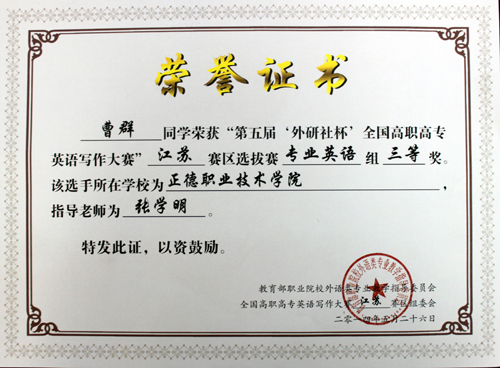 荣誉证书
曹群 同学荣获“第五届‘外研社杯’全国高职高专
英语写作大赛” 江苏 赛区选拔赛 专业英语 组 三等 奖。
该选手所在学校为 正德职业技术学院 ，
指导老师为 张学明 。
特发此证，以资鼓励。
教育部职业院校外语类专业教学指导委员会
全国高职高专英语写作大赛 江苏 赛区组委会
二零一四年 月二十六日